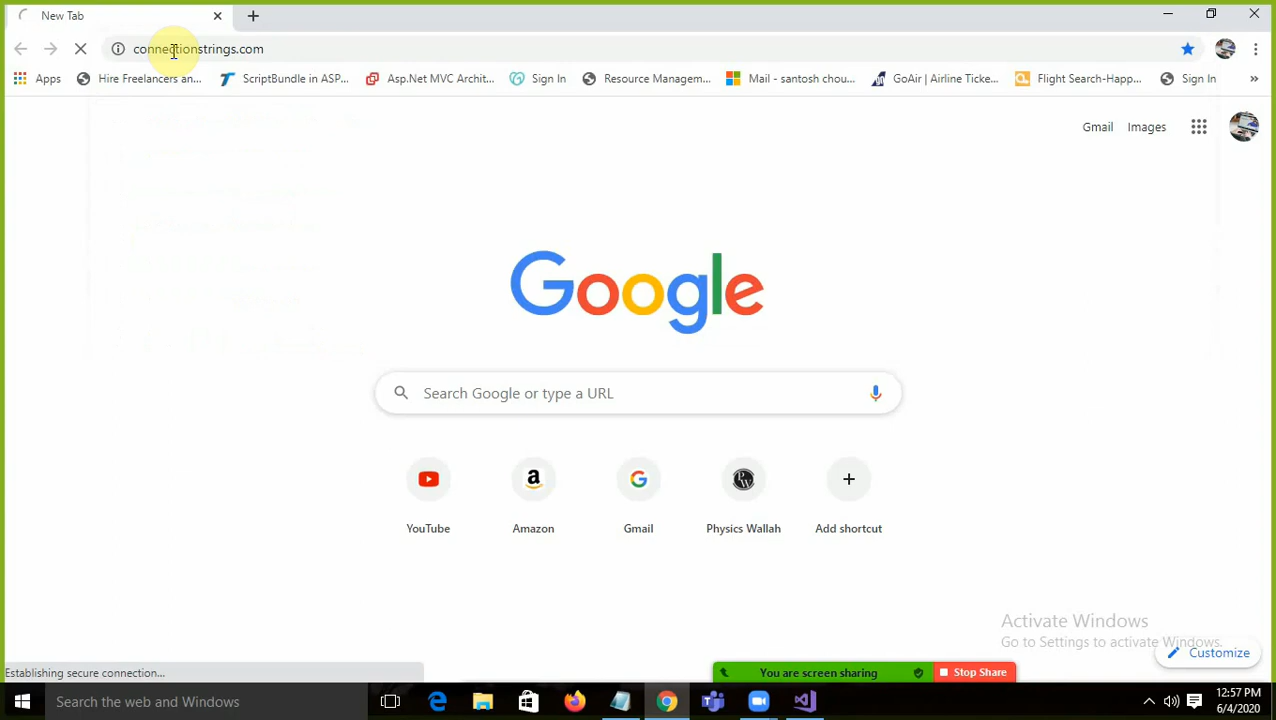 New Tab
connectionstrings.com
Apps
Hire Freelancers an...
ScriptBundle in ASP...
Asp.Net MVC Archit...
Sign In
Resource Managem...
Mail - santosh chou...
GoAir | Airline Ticke...
Flight Search-Happ...
Sign In
»
Gmail
Images
Google
Search Google or type a URL
YouTube
Amazon
Gmail
Physics Wallah
Add shortcut
Activate Windows
Go to Settings to activate Windows.
Customize
Establishing secure connection...
You are screen sharing
Stop Share
Search the web and Windows
12:57 PM
6/4/2020